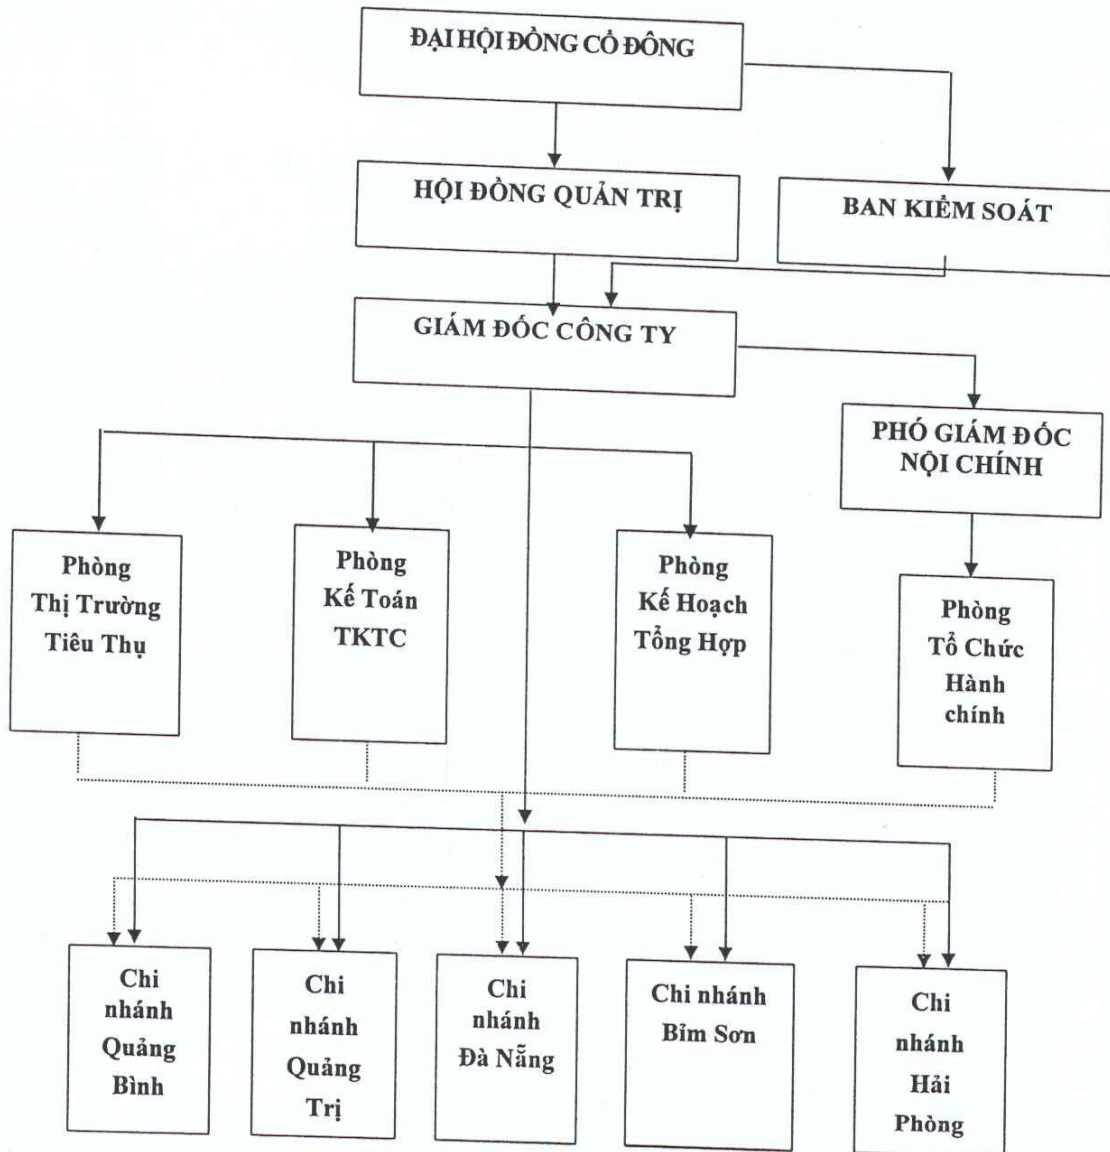 ĐẠI HỘI ĐỒNG CỔ ĐÔNG
HỘI ĐỒNG QUẢN TRỊ
BAN KIỂM SOÁT
GIÁM ĐỐC CÔNG TY
PHÓ GIÁM ĐỐC
NỘI CHÍNH
Phòng
Thị Trường
Tiêu Thụ
Phòng
Kế Toán
TKTC
Phòng
Kế Hoạch
Tổng Hợp
Phòng
Tổ Chức
Hành
chính
Chi
nhánh
Quảng
Bình
Chi
nhánh
Quảng
Trị
Chi
nhánh
Đà Nẵng
Chi nhánh
Bỉm Sơn
Chi
nhánh
Hải
Phòng